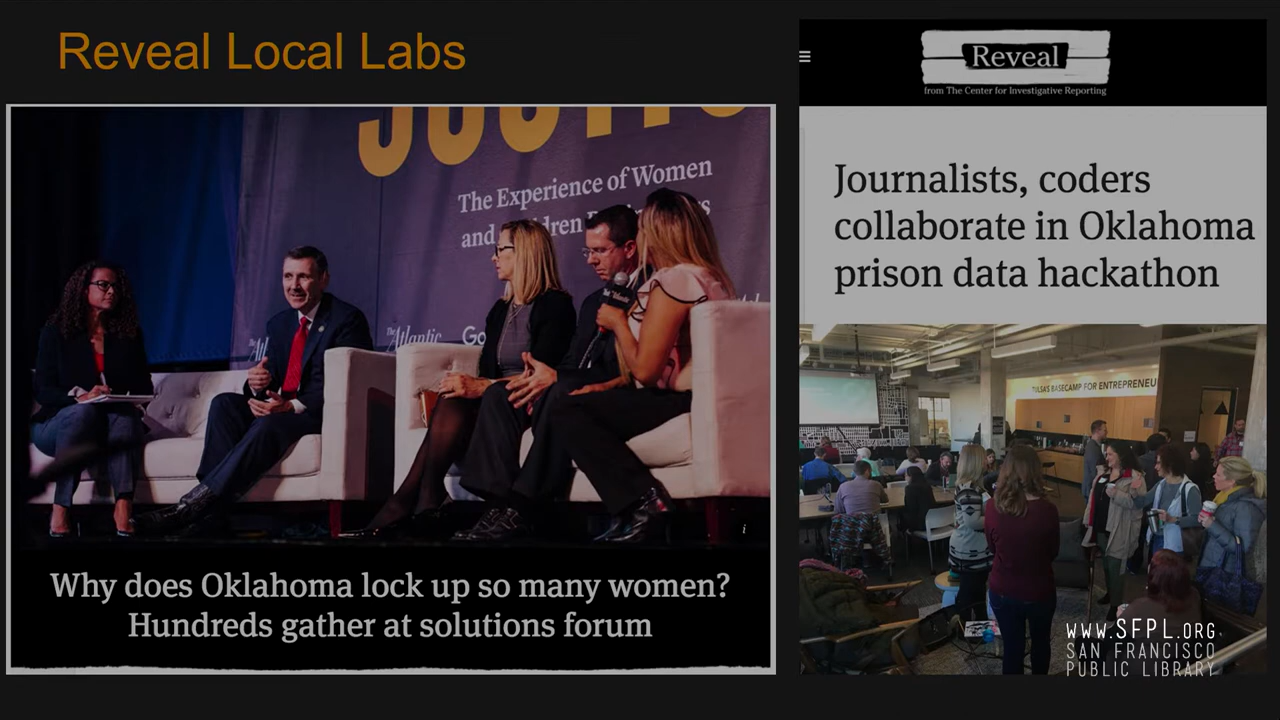 Reveal Local Labs
The Experience of Women
and
The Atlantic
Why does Oklahoma lock up so many women?
Hundreds gather at solutions forum
Reveal
from The Center for Investigative Reporting
Journalists, coders
collaborate in Oklahoma
prison data hackathon
TULSA'S BASECAMP FOR ENTREPRENEU
WWW.SFPL.ORG
SAN FRANCISCO
PUBLIC LIBRARY